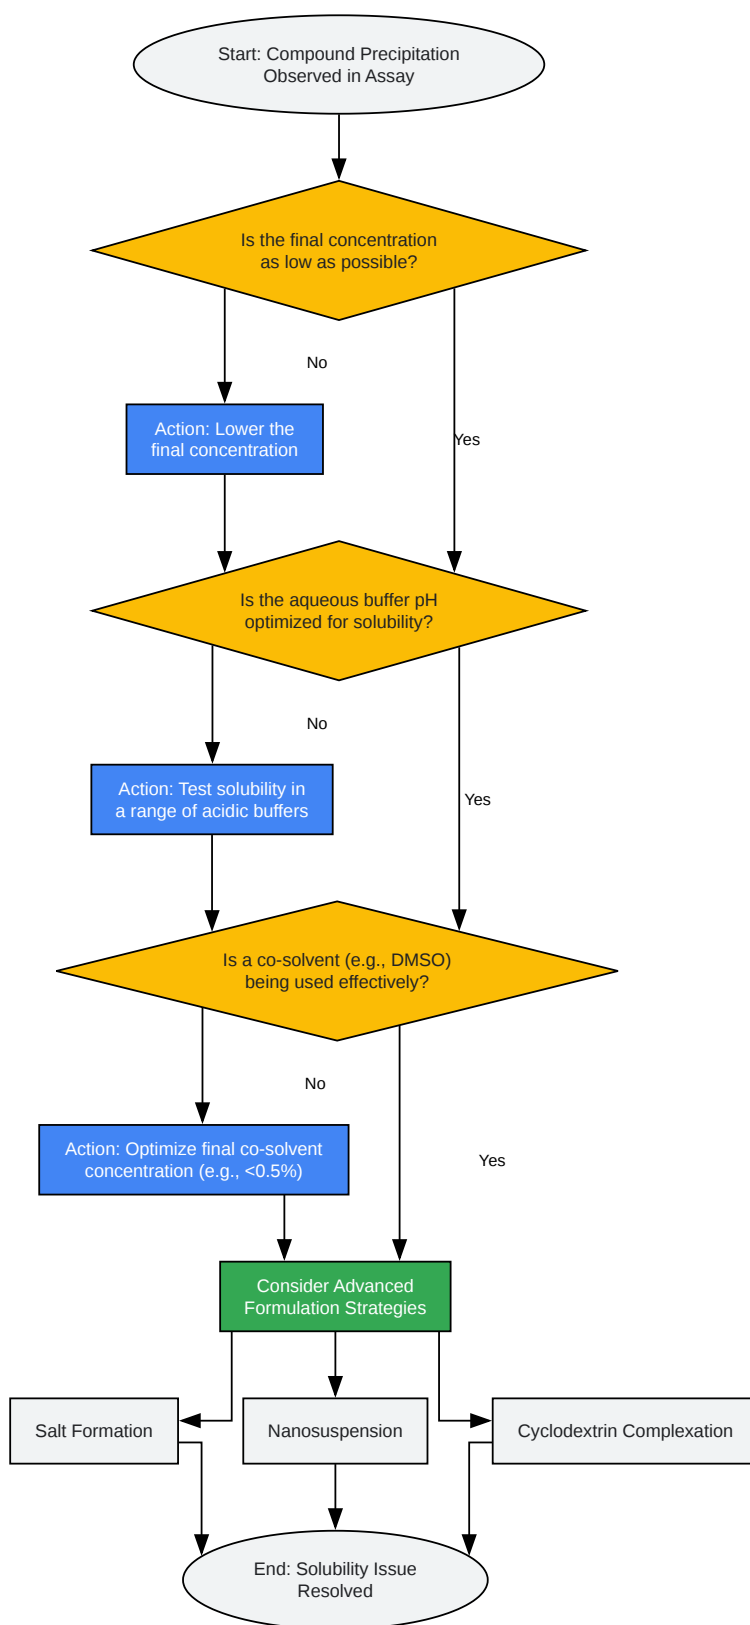 Start: Compound Precipitation
Observed in Assay
Is the final concentration
as low as possible?
No
Action: Lower the
final concentration
Yes
Is the aqueous buffer pH
optimized for solubility?
No
Action: Test solubility in
a range of acidic buffers
Yes
Is a co-solvent (e.g., DMSO)
being used effectively?
No
Action: Optimize final co-solvent
concentration (e.g., <0.5%)
Yes
Consider Advanced
Formulation Strategies
Salt Formation
Nanosuspension
Cyclodextrin Complexation
End: Solubility Issue
Resolved